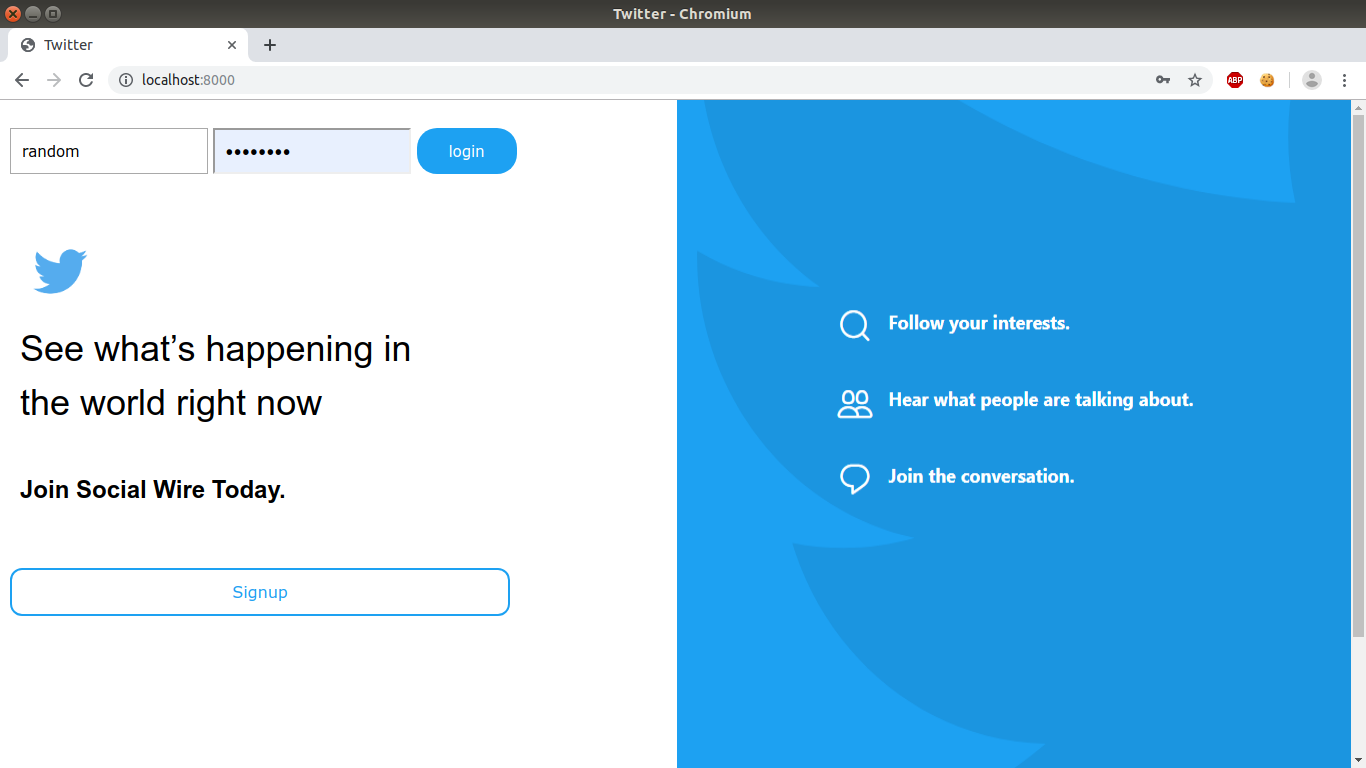 Twitter - Chromium
Twitter
localhost:8000
ABP
random
••••••••
login
See what’s happening in
the world right now
Join Social Wire Today.
Signup
Follow your interests.
Hear what people are talking about.
Join the conversation.